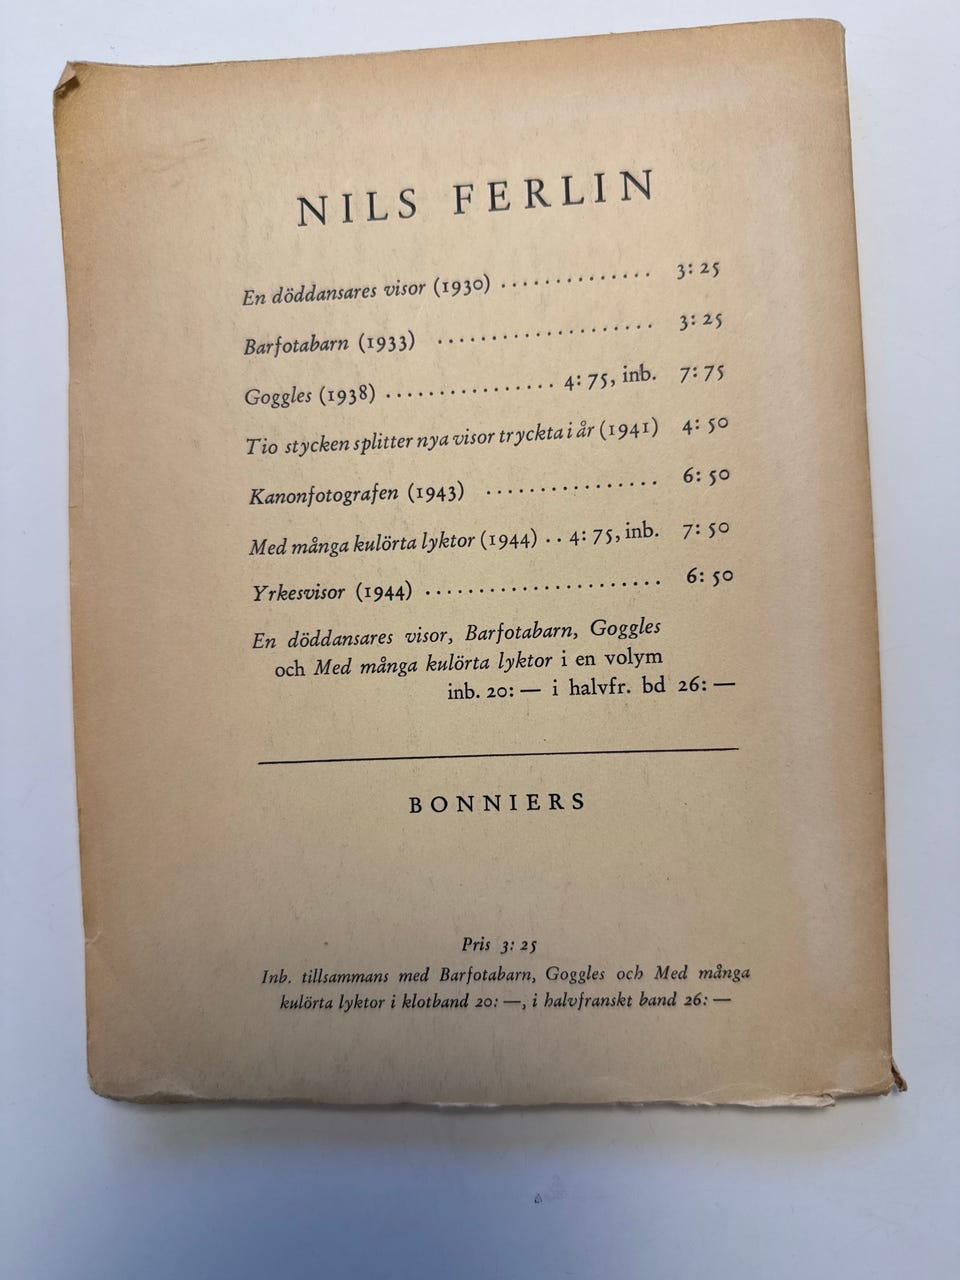 NILS FERLIN
En döddansares visor (1930) .............. 3: 25
Barfotabarn (1933) .................... 3: 25
Goggles (1938) ................ 4: 75, inb. 7: 75
Tio stycken splitter nya visor tryckta i år (1941) 4: 50
Kanonfotografen (1943) ................ 6: 50
Med många kulörta lyktor (1944) .. 4: 75, inb. 7: 50
Yrkesvisor (1944) ...................... 6: 50
En döddansares visor, Barfotabarn, Goggles
och Med många kulörta lyktor i en volym
inb. 20: — i halvfr. bd 26: —
BONNIERS
Pris 3: 25
Inb. tillsammans med Barfotabarn, Goggles och Med många
kulörta lyktor i klotband 20: —, i halvfranskt band 26: —